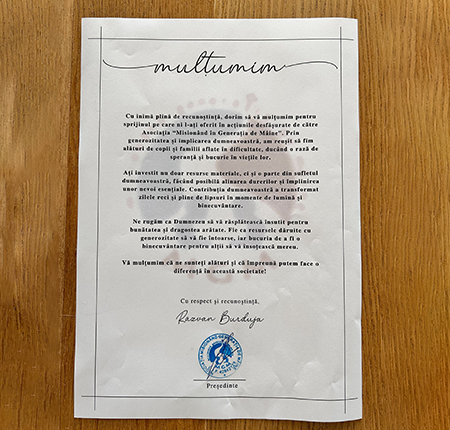 mulțumim
Cu inimă plină de recunoștință, dorim să vă mulțumim pentru
sprijinul pe care ni l-ați oferit în acțiunile desfășurate de către
Asociația "Misionând în Generația de Mâine". Prin
generozitatea și implicarea dumneavoastră, am reușit să fim
alături de copii și familii aflate în dificultate, ducând o rază de
speranță și bucurie în viețile lor.
Ați investit nu doar resurse materiale, ci și o parte din sufletul
dumneavoastră, făcând posibilă alinarea durerilor și împlinirea
unor nevoi esențiale. Contribuția dumneavoastră a transformat
zilele reci și pline de lipsuri în momente de lumină și
binecuvântare.
Ne rugăm ca Dumnezeu să vă răsplătească însutit pentru
bunătatea și dragostea arătate. Fie ca resursele dăruite cu
generozitate să vă fie întoarse, iar bucuria de a fi o
binecuvântare pentru alții să vă însoțească mereu.
Vă mulțumim că ne sunteți alături și că împreună putem face o
diferență în această societate!
Cu respect și recunoștință,
Razvan Burduja
Președinte